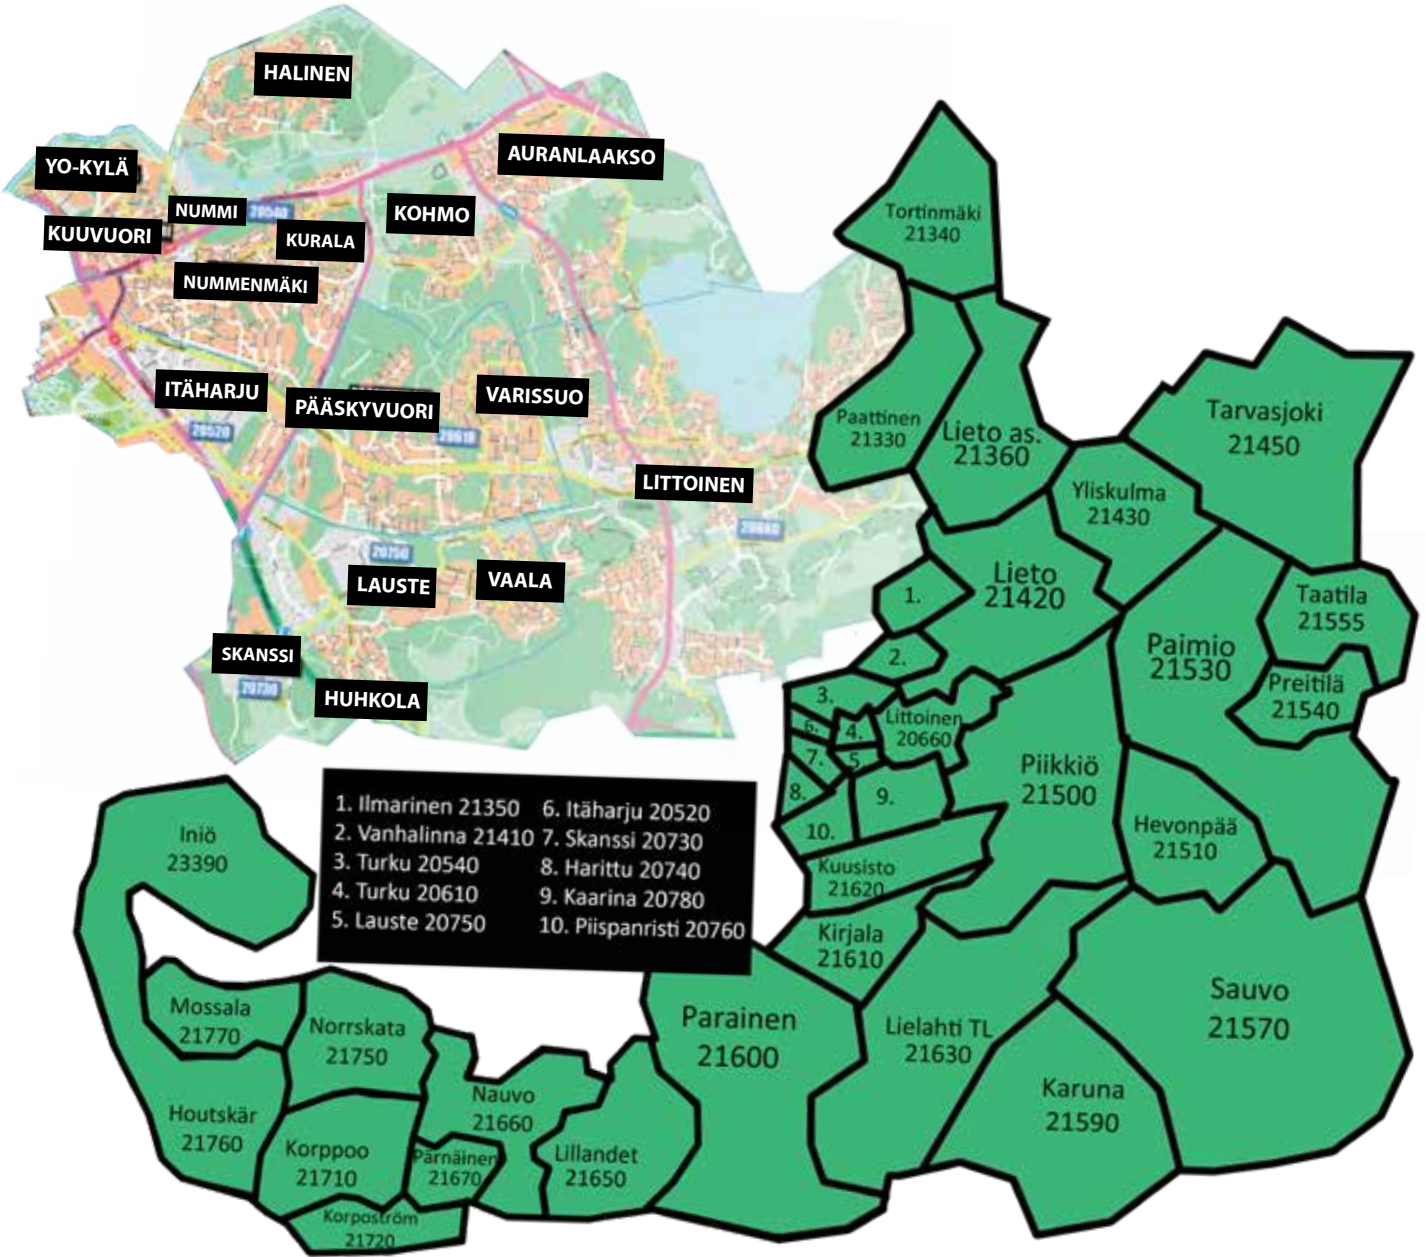 HALINEN
AURANLAAKSO
YO-KYLÄ
NUMMI
20540
KOHMO
KUUVUORI
KURALA
NUMMENMÄKI
ITÄHARJU
PÄÄSKYVUORI
VARISSUO
20520
20610
LITTOINEN
20660
20750
LAUSTE
VAALA
SKANSSI
20730
HUHKOLA
Tortinmäki
21340
Paattinen
21330
Lieto as.
21360
Tarvasjoki
21450
Yliskulma
21430
Lieto
21420
1.
2.
3.
4.
5.
6.
7.
8.
9.
10.
Littoinen
20660
Taatila
21555
Paimio
21530
Preitilä
21540
Piikkiö
21500
Hevonpää
21510
Kuusisto
21620
Kirjala
21610
1. Ilmarinen 21350
2. Vanhalinna 21410
3. Turku 20540
4. Turku 20610
5. Lauste 20750
6. Itäharju 20520
7. Skanssi 20730
8. Harittu 20740
9. Kaarina 20780
10. Piispanristi 20760
Iniö
23390
Mossala
21770
Norrskata
21750
Houtskär
21760
Korppoo
21710
Korpoström
21720
Nauvo
21660
Pärnäinen
21670
Lillandet
21650
Parainen
21600
Lielahti TL
21630
Karuna
21590
Sauvo
21570